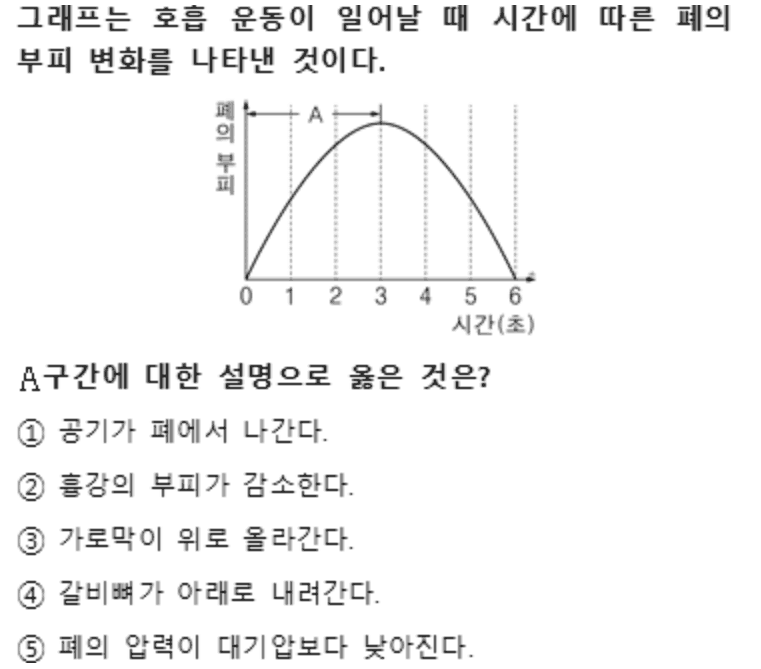 그래프는 호흡 운동이 일어날 때 시간에 따른 폐의
부피 변화를 나타낸 것이다.
폐의 부피
A
0 1 2 3 4 5 6
시간(초)
A구간에 대한 설명으로 옳은 것은?
① 공기가 폐에서 나간다.
② 흉강의 부피가 감소한다.
③ 가로막이 위로 올라간다.
④ 갈비뼈가 아래로 내려간다.
⑤ 폐의 압력이 대기압보다 낮아진다.